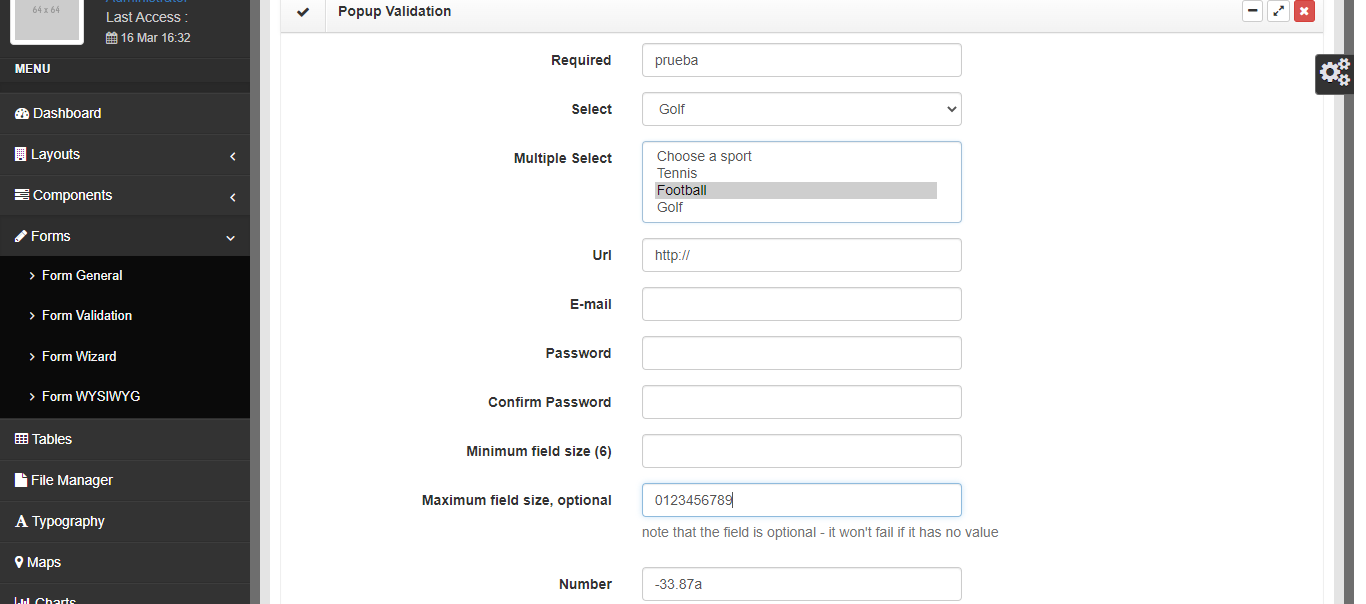 64 x 64
Administrator
Last Access :
16 Mar 16:32
MENU
Dashboard
Layouts
Components
Forms
Form General
Form Validation
Form Wizard
Form WYSIWYG
Tables
File Manager
Typography
Maps
Charts
Popup Validation
Required
prueba
Select
Golf
Multiple Select
Choose a sport
Tennis
Football
Golf
Url
http://
E-mail
Password
Confirm Password
Minimum field size (6)
Maximum field size, optional
0123456789
note that the field is optional - it won't fail if it has no value
Number
-33.87a